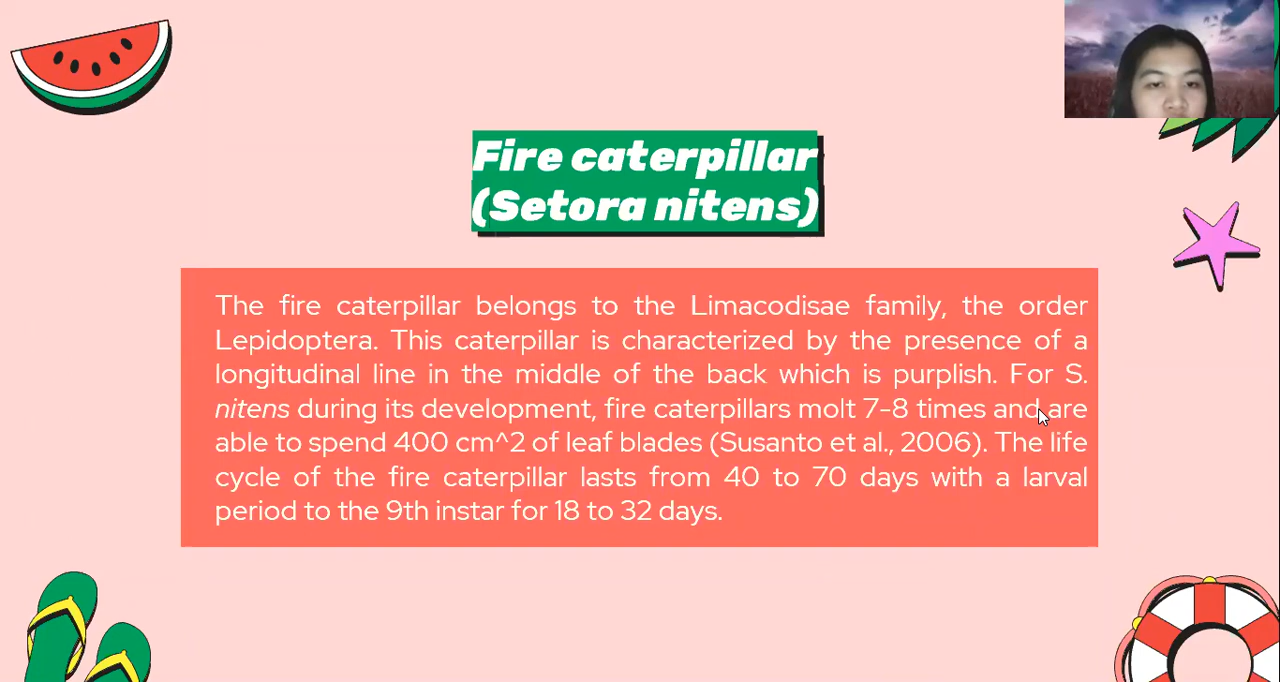 Fire caterpillar
(Setora nitens)
The fire caterpillar belongs to the Limacodisae family, the order
Lepidoptera. This caterpillar is characterized by the presence of a
longitudinal line in the middle of the back which is purplish. For S.
nitens during its development, fire caterpillars molt 7-8 times and are
able to spend 400 cm^2 of leaf blades (Susanto et al., 2006). The life
cycle of the fire caterpillar lasts from 40 to 70 days with a larval
period to the 9th instar for 18 to 32 days.